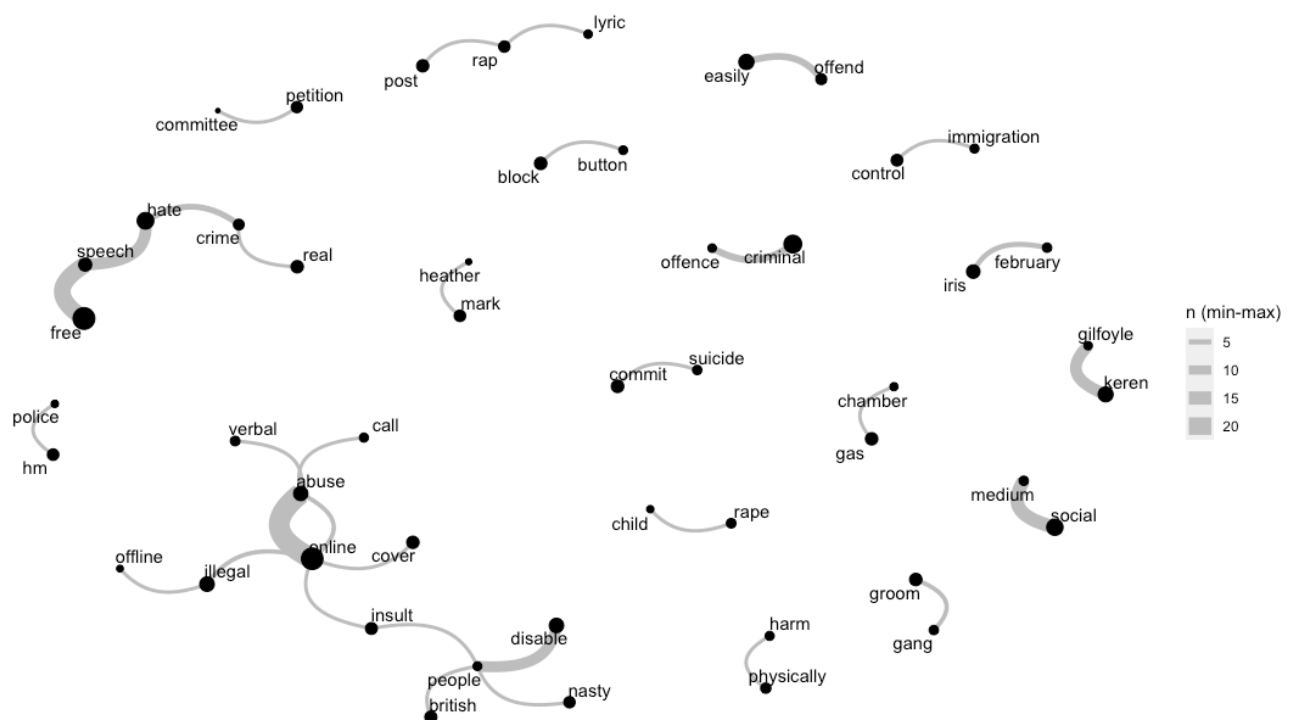 lyric
rap
post
easily
offend
petition
committee
immigration
block
button
control
hate
crime
speech
real
free
offence
criminal
heather
mark
february
iris
n (min-max)
5
10
15
20
gilfoyle
keren
suicide
commit
chamber
gas
police
hm
verbal
call
abuse
online
cover
offline
illegal
child
rape
medium
social
insult
disable
people
british
nasty
groom
gang
harm
physically